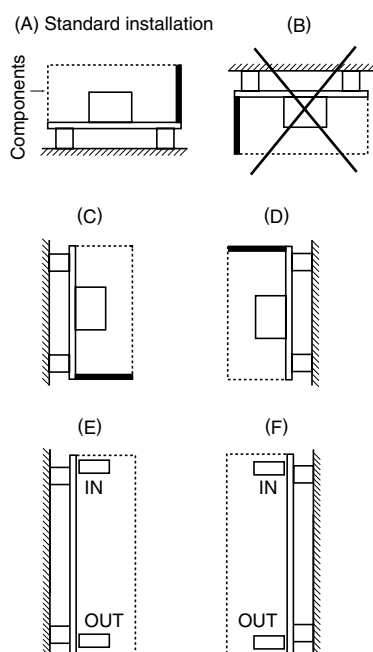 (A) Standard installation
(B)
Components
(C)
(D)
(E)
(F)
IN
IN
OUT
OUT